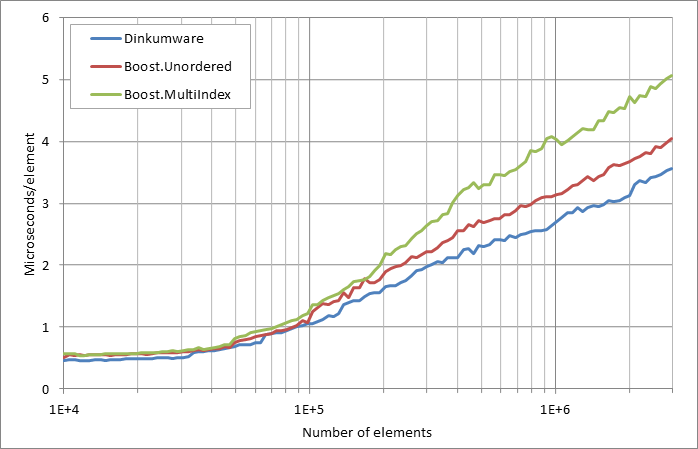 6
5
4
3
2
1
0
Microseconds/element
Dinkumware
Boost.Unordered
Boost.MultiIndex
1E+4 1E+5 1E+6
Number of elements